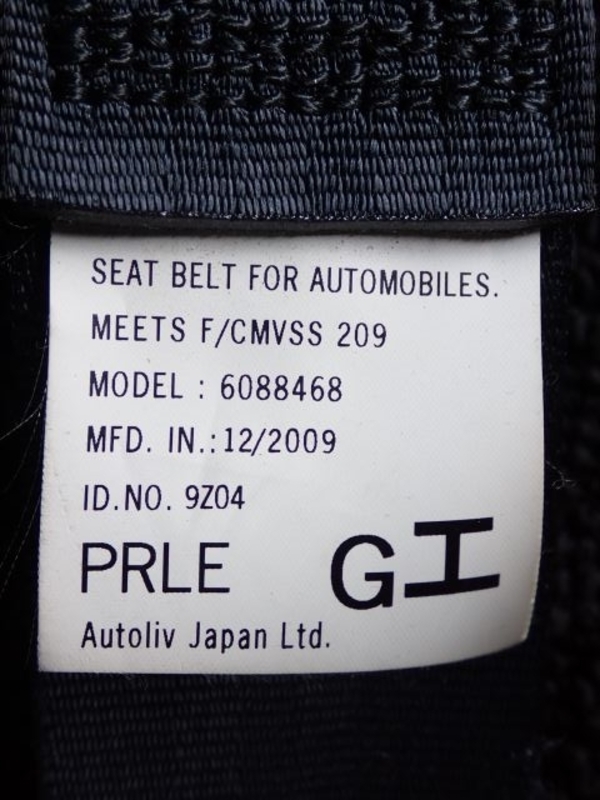 SEAT BELT FOR AUTOMOBILES.
MEETS F/CMVSS 209
MODEL : 6088468
MFD. IN.:12/2009
ID.NO. 9Z04
PRLE GH
Autoliv Japan Ltd.